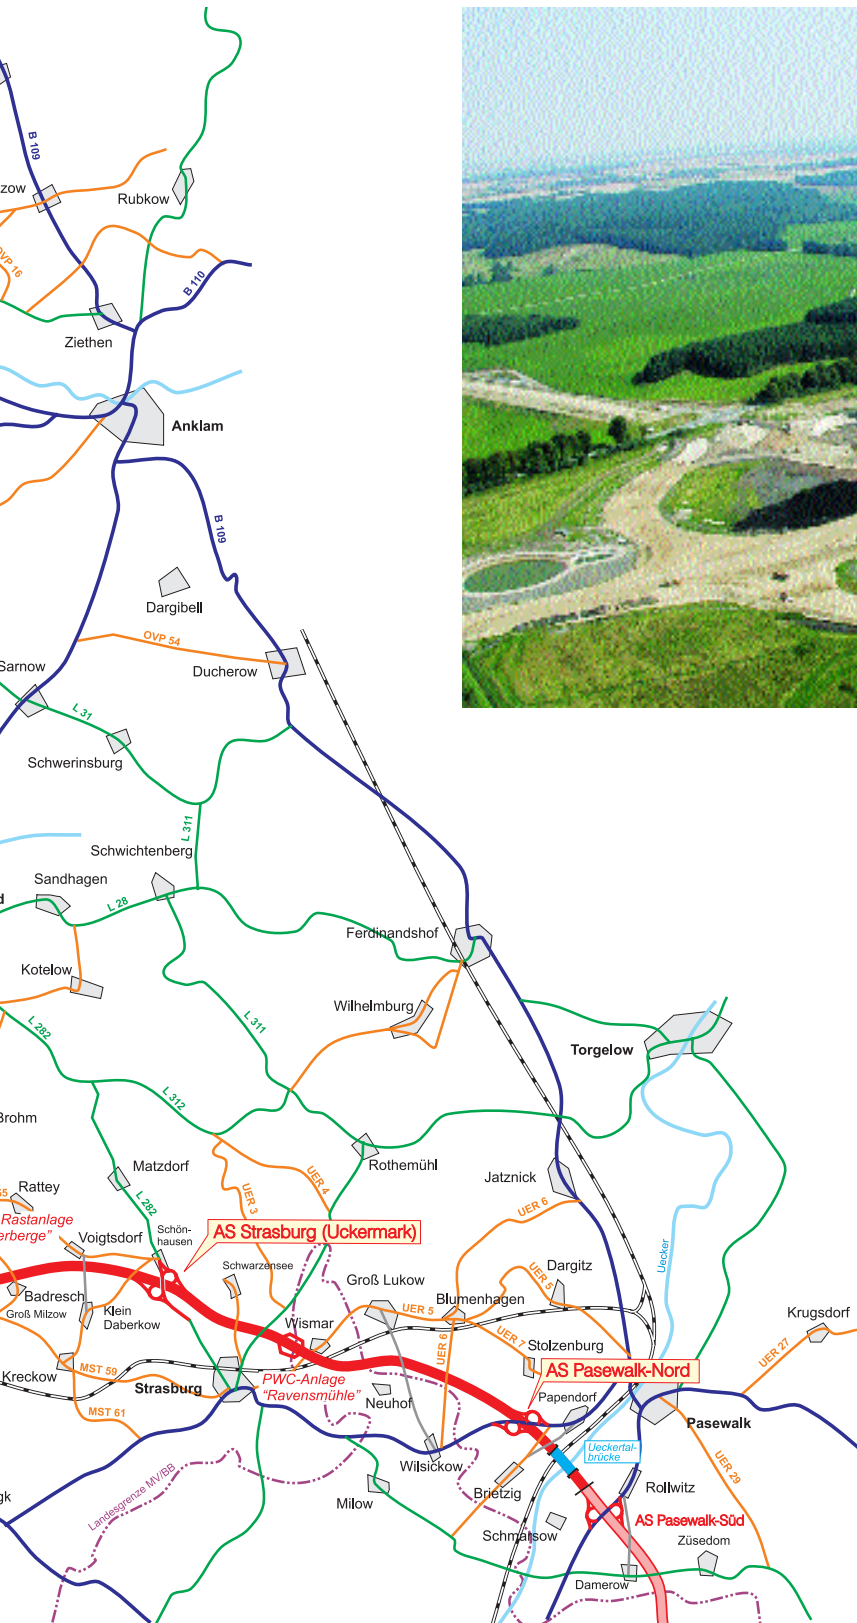 B 109
zow
Rubkow
OVP 16
B 110
Ziethen
Anklam
B 109
Dargibell
OVP 54
Sarnow
Ducherow
L 31
Schwerinsburg
L 311
Schwichtenberg
Sandhagen
d
L 28
Ferdinandshof
Kotelow
Wilhelmburg
L 282
L 311
Torgelow
L 312
Brohm
Rothemühl
Matzdorf
Jatznick
UER 4
UER 3
Rattey
L 282
UER 6
Rastanlage
erberge”
Voigtsdorf
Schön-
hausen
AS Strasburg (Uckermark)
Uecker
Schwarzensee
Dargitz
UER 5
Groß Lukow
Badresch
Blumenhagen
Groß Milzow
Klein
Daberkow
UER 5
Krugsdorf
Wismar
UER 7
UER 6
Stolzenburg
UER 27
Kreckow
MST 59
AS Pasewalk-Nord
Strasburg
PWC-Anlage
“Ravensmühle”
Neuhof
Papendorf
MST 61
Pasewalk
Ueckertal-
brücke
Wilsickow
UER 29
Landesgrenze MV/BB
Brietzig
Rollwitz
gk
Milow
AS Pasewalk-Süd
Schmarsow
Züsedom
Damerow